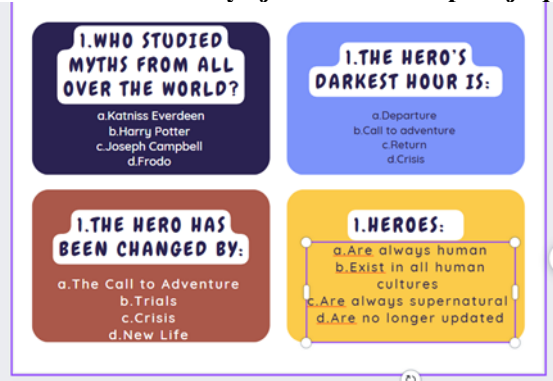 1.WHO STUDIED
MYTHS FROM ALL
OVER THE WORLD?
a.Katniss Everdeen
b.Harry Potter
c.Joseph Campbell
d.Frodo
1.THE HERO'S
DARKEST HOUR IS:
a.Departure
b.Call to adventure
c.Return
d.Crisis
1.THE HERO HAS
BEEN CHANGED BY:
a.The Call to Adventure
b.Trials
c.Crisis
d.New Life
1.HEROES:
a.Are always human
b.Exist in all human
cultures
c.Are always supernatural
d.Are no longer updated